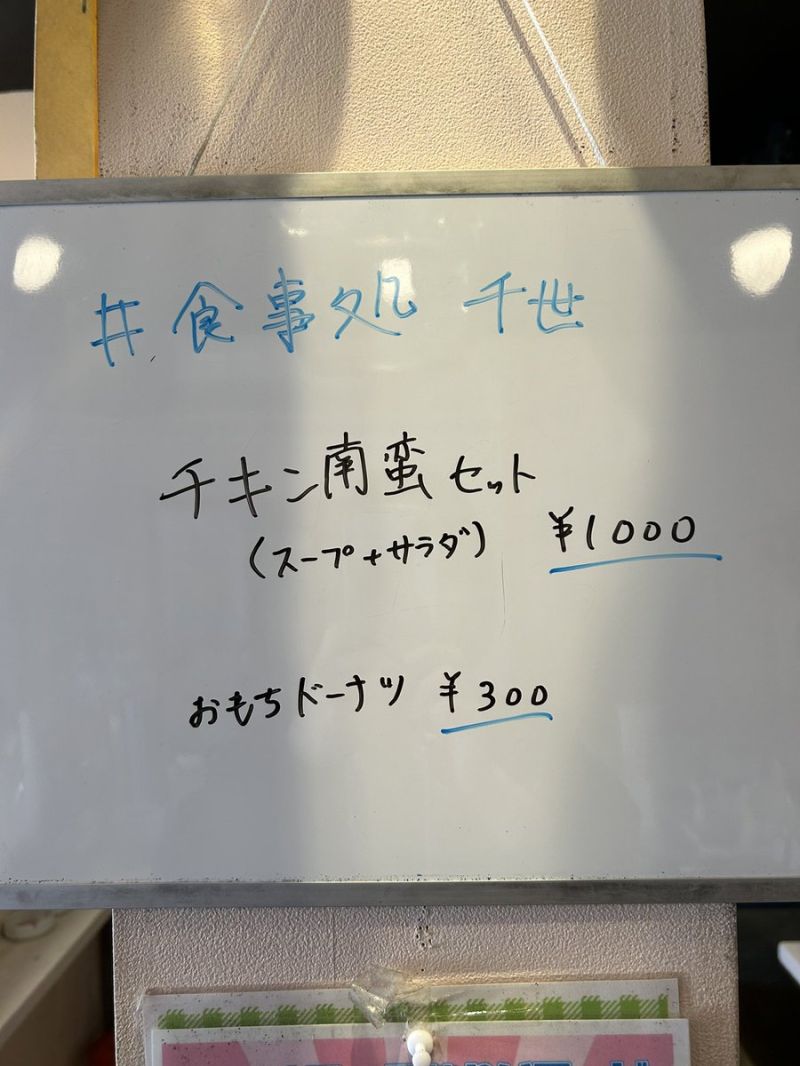 #食事処 千世
チキン南蛮セット
(スープ+サラダ) ¥1000
おもちドーナツ ¥300